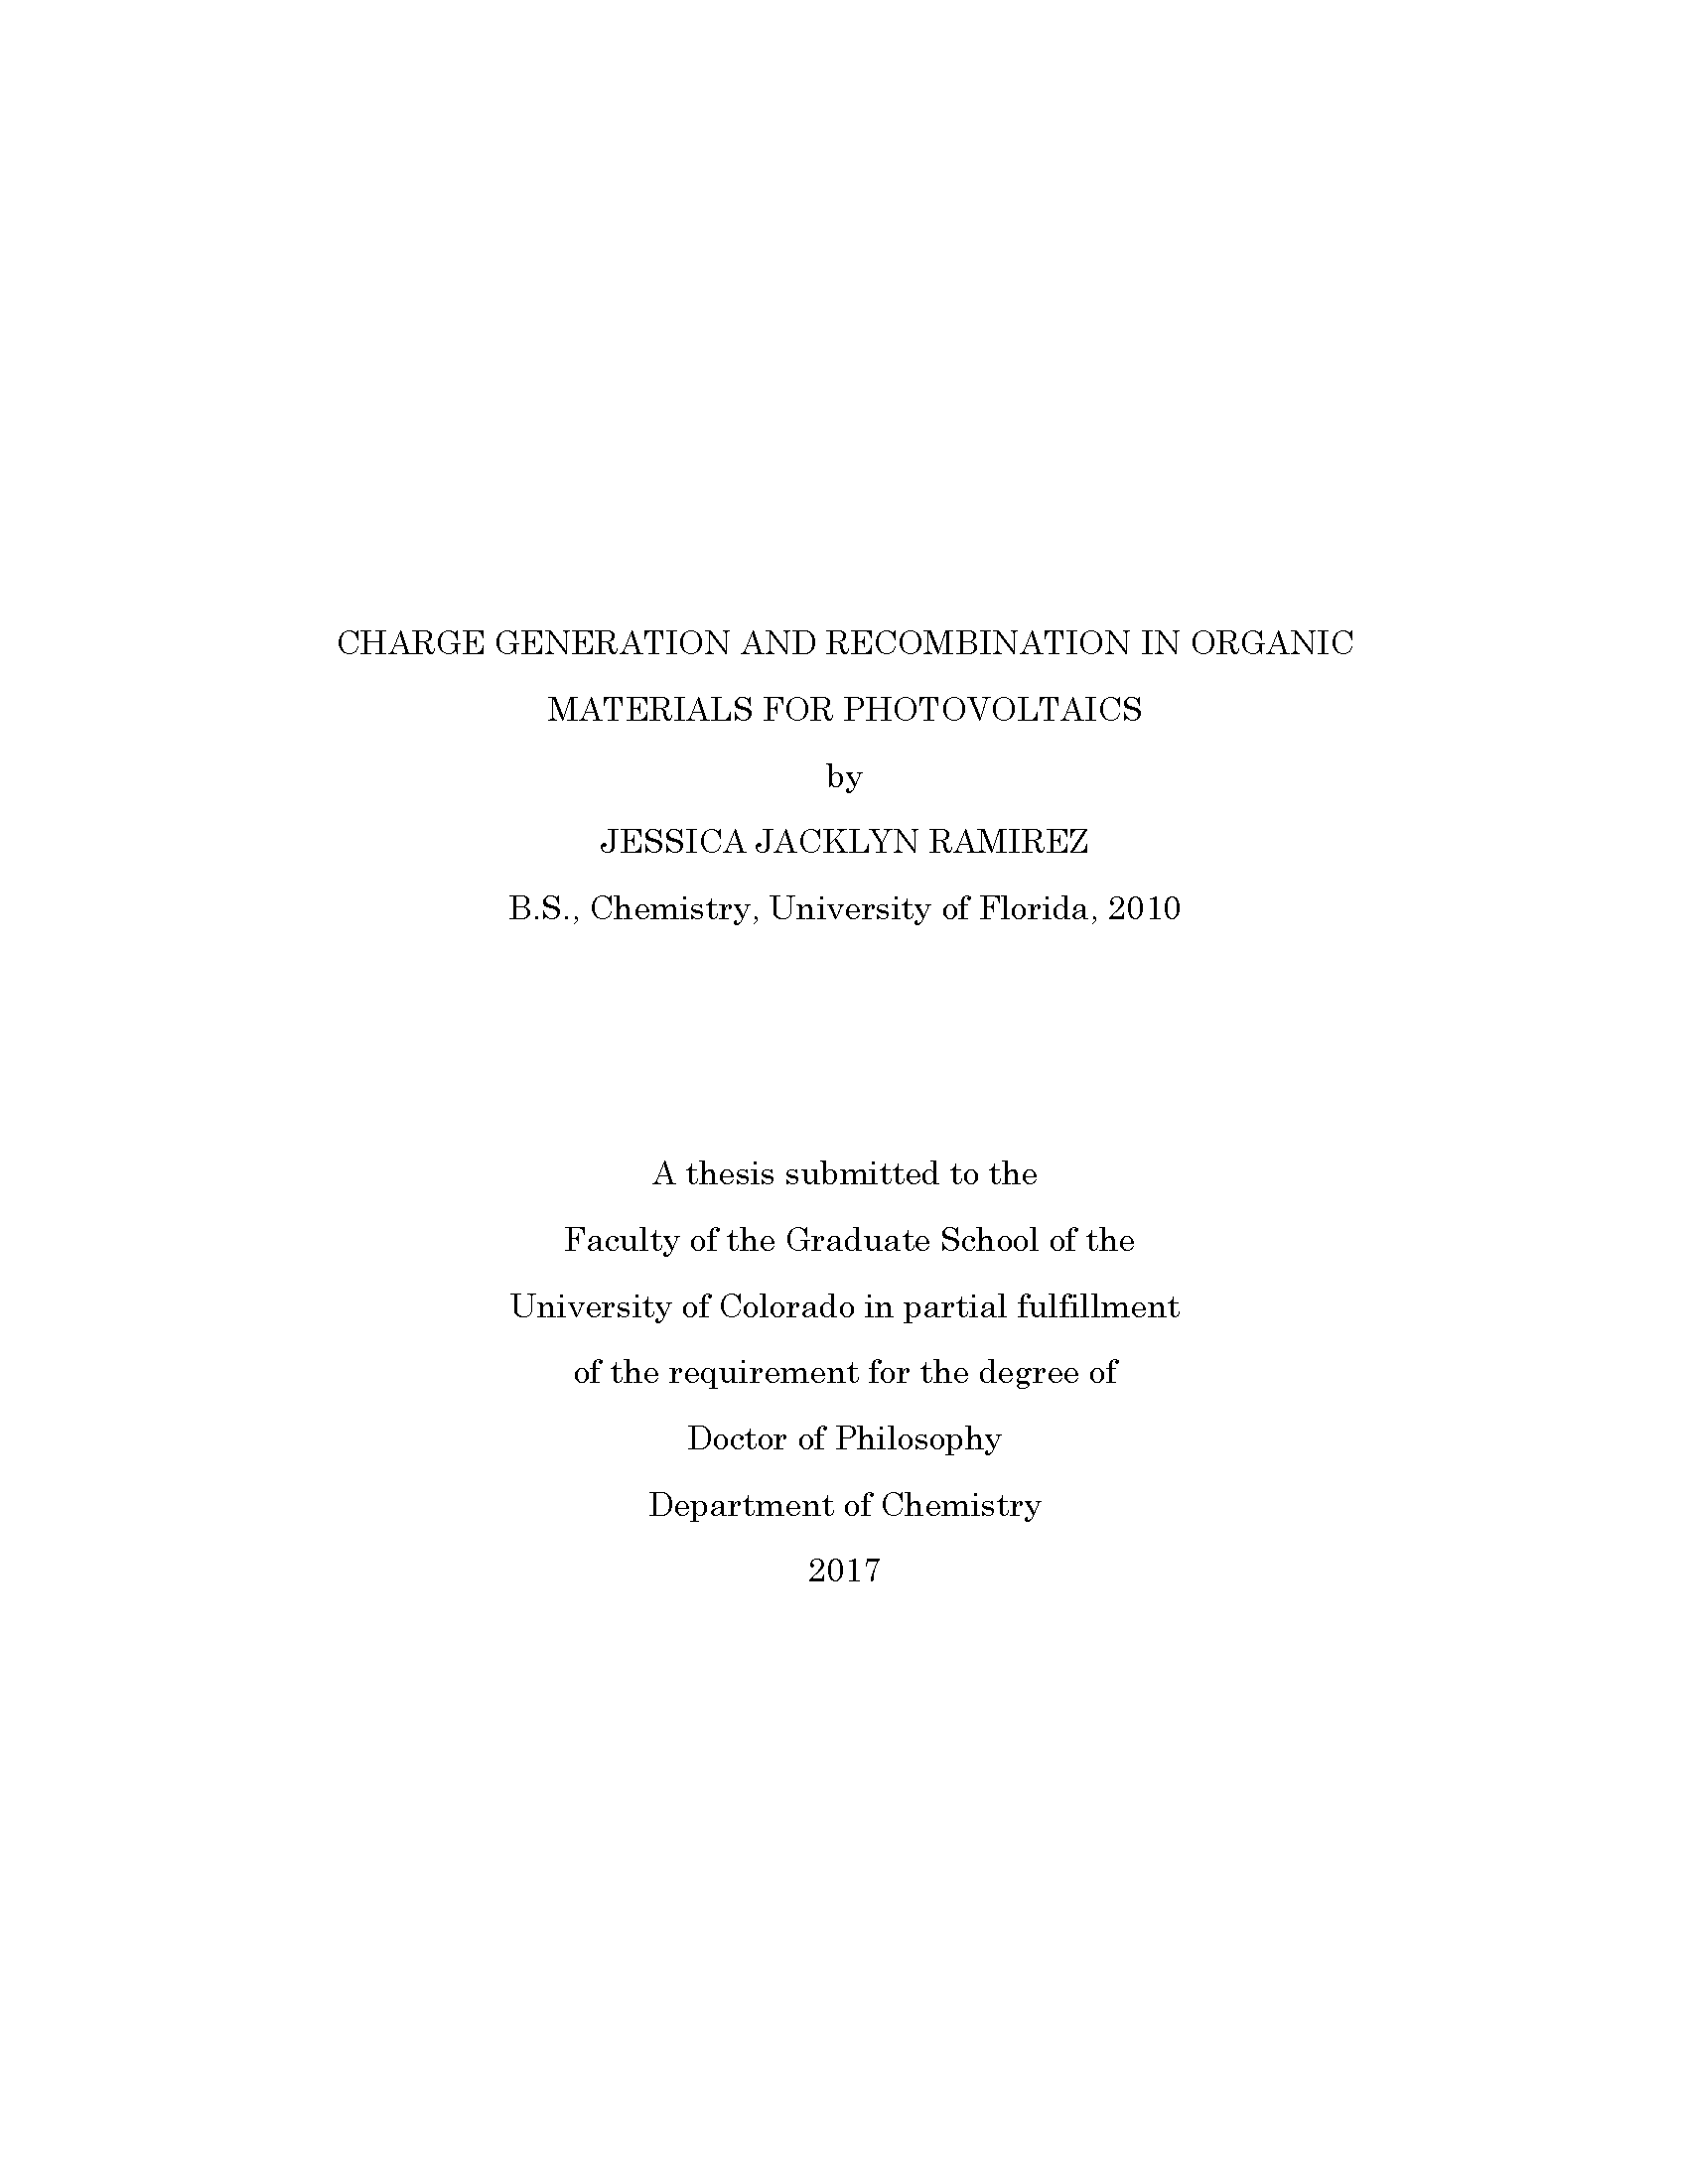 CHARGE GENERATION AND RECOMBINATION IN ORGANIC
MATERIALS FOR PHOTOVOLTAICS
by
JESSICA JACKLYN RAMIREZ
B.S., Chemistry, University of Florida, 2010
A thesis submitted to the
Faculty of the Graduate School of the
University of Colorado in partial fulfillment
of the requirement for the degree of
Doctor of Philosophy
Department of Chemistry
2017